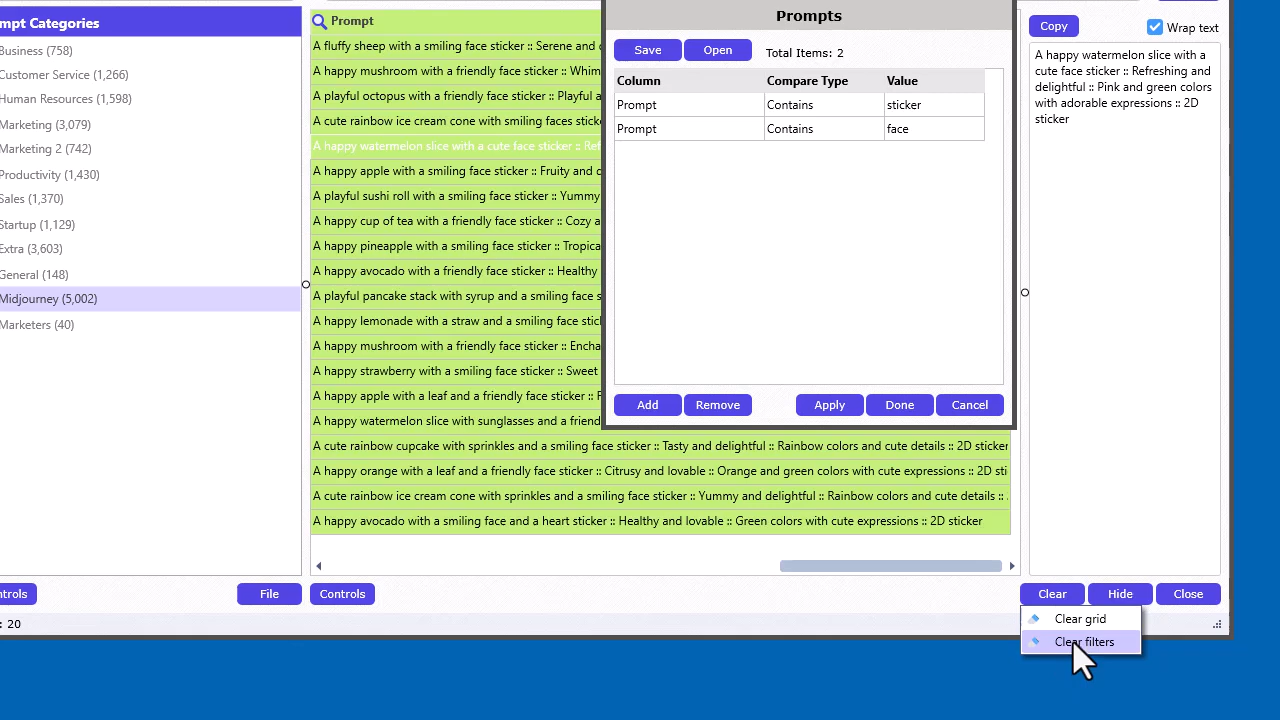 mpt Categories
Business (758)
Customer Service (1,266)
Human Resources (1,598)
Marketing (3,079)
Marketing 2 (742)
Productivity (1,430)
Sales (1,370)
Startup (1,129)
Extra (3,603)
General (148)
Midjourney (5,002)
Marketers (40)
ntrols
File
: 20
Prompt
A fluffy sheep with a smiling face sticker :: Serene and c
A happy mushroom with a friendly face sticker :: Whim
A playful octopus with a friendly face sticker :: Playful a
A cute rainbow ice cream cone with smiling faces sticke
A happy watermelon slice with a cute face sticker :: Ref
A happy apple with a smiling face sticker :: Fruity and c
A playful sushi roll with a smiling face sticker :: Yummy
A happy cup of tea with a friendly face sticker :: Cozy a
A happy pineapple with a smiling face sticker :: Tropica
A happy avocado with a friendly face sticker :: Healthy
A playful pancake stack with syrup and a smiling face s
A happy lemonade with a straw and a smiling face stick
A happy mushroom with a friendly face sticker :: Encha
A happy strawberry with a smiling face sticker :: Sweet
A happy apple with a leaf and a friendly face sticker :: F
A happy watermelon slice with sunglasses and a friend
A cute rainbow cupcake with sprinkles and a smiling face sticker :: Tasty and delightful :: Rainbow colors and cute details :: 2D sticker
A happy orange with a leaf and a friendly face sticker :: Citrusy and lovable :: Orange and green colors with cute expressions :: 2D sti
A cute rainbow ice cream cone with sprinkles and a smiling face sticker :: Yummy and delightful :: Rainbow colors and cute details ::
A happy avocado with a smiling face and a heart sticker :: Healthy and lovable :: Green colors with cute expressions :: 2D sticker
Controls
Prompts
Save
Open
Total Items: 2
Column Compare Type Value
Prompt Contains sticker
Prompt Contains face
Add
Remove
Apply
Done
Cancel
Copy
Wrap text
A happy watermelon slice with a
cute face sticker :: Refreshing and
delightful :: Pink and green colors
with adorable expressions :: 2D
sticker
Clear
Hide
Close
Clear grid
Clear filters